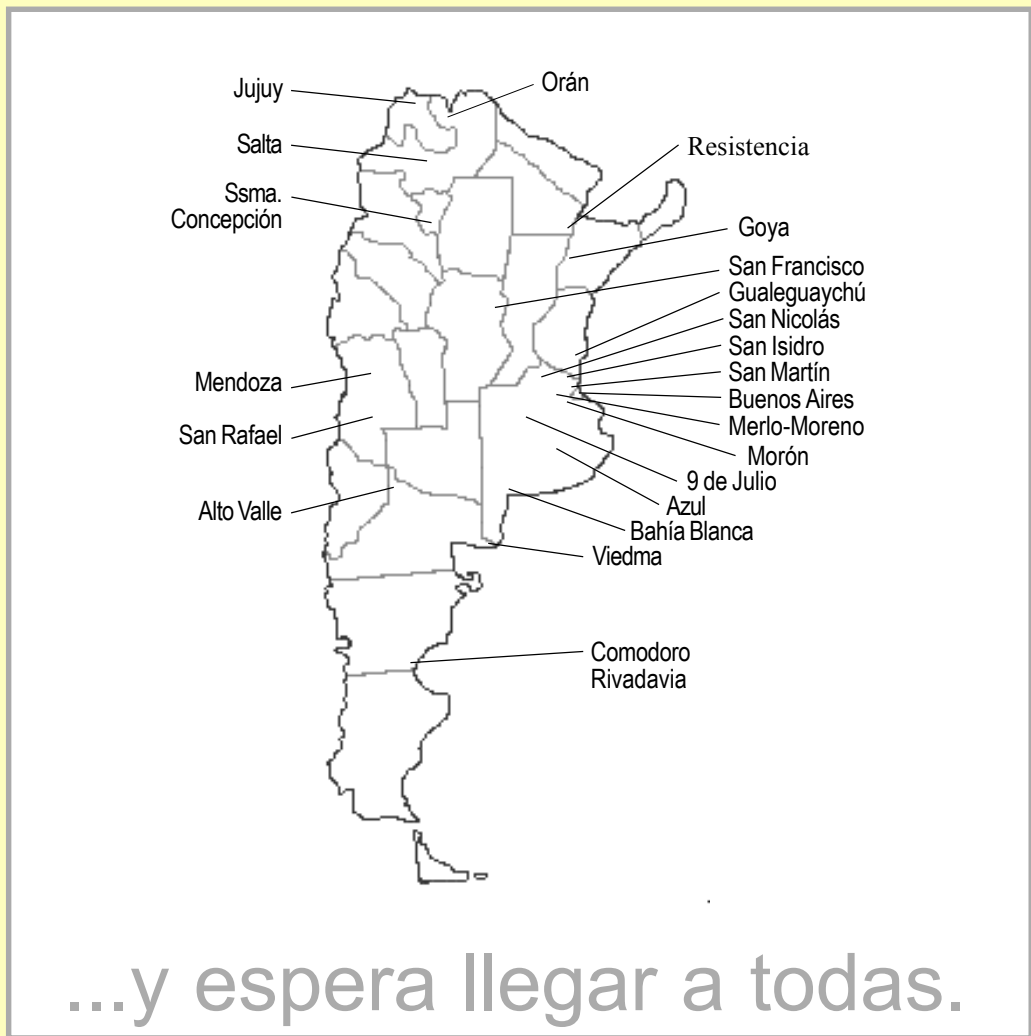 Jujuy
Orán
Salta
Resistencia
Ssma.
Concepción
Goya
San Francisco
Gualeguaychú
San Nicolás
San Isidro
Mendoza
San Martín
Buenos Aires
Merlo-Moreno
San Rafael
Morón
9 de Julio
Azul
Alto Valle
Bahía Blanca
Viedma
Comodoro
Rivadavia
...y espera llegar a todas.